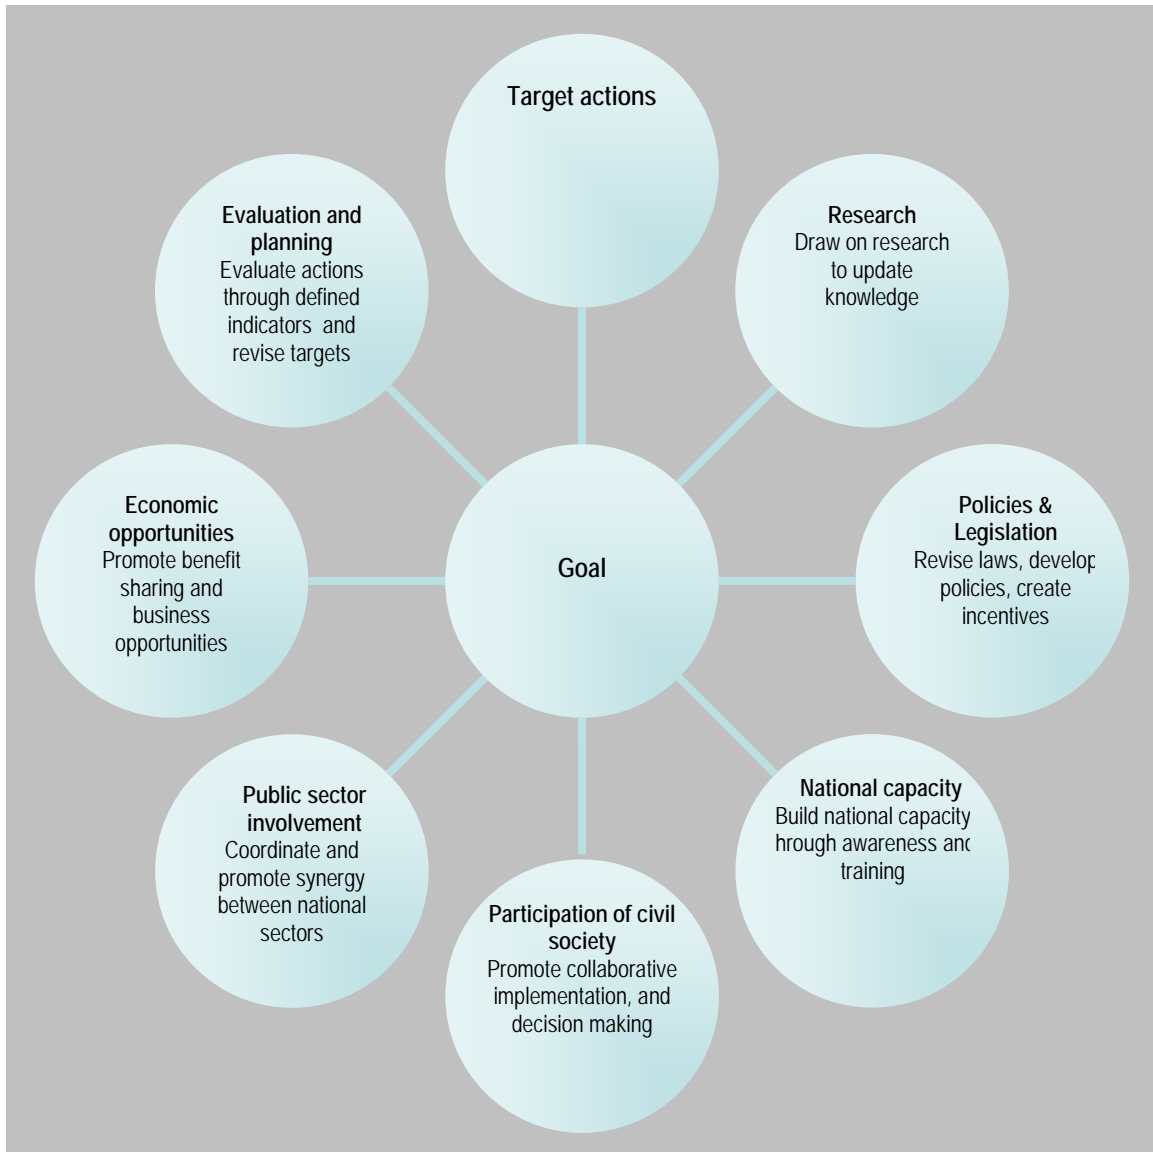 Target actions
Research
Draw on research
to update
knowledge
Policies &
Legislation
Revise laws, develop
policies, create
incentives
National capacity
Build national capacity
hrough awareness and
training
Participation of civil
society
Promote collaborative
implementation, and
decision making
Public sector
involvement
Coordinate and
promote synergy
between national
sectors
Economic
opportunities
Promote benefit
sharing and
business
opportunities
Evaluation and
planning
Evaluate actions
through defined
indicators and
revise targets
Goal